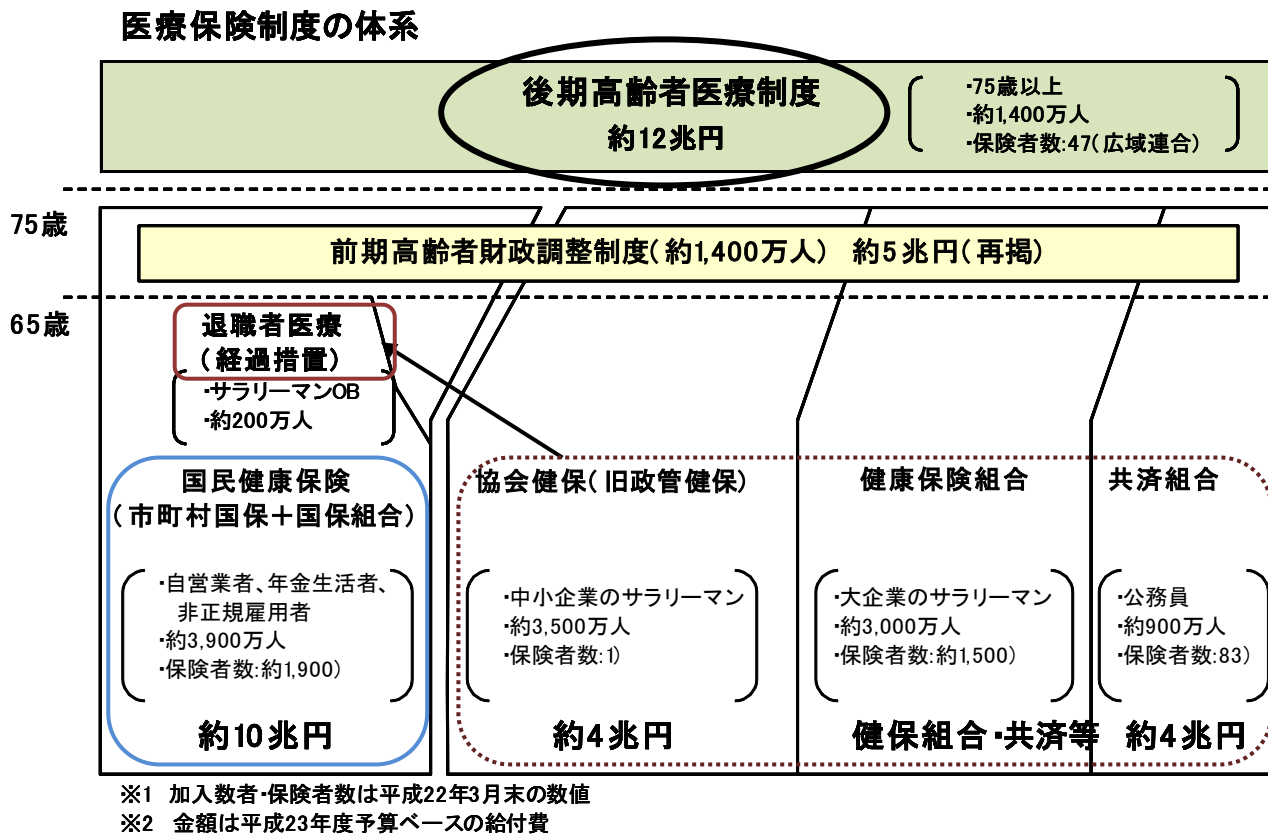 医療保険制度の体系
後期高齢者医療制度
約12兆円
・75歳以上
・約1,400万人
・保険者数:47(広域連合)
75歳
前期高齢者財政調整制度(約1,400万人) 約5兆円(再掲)
65歳
退職者医療
(経過措置)
・サラリーマンOB
・約200万人
国民健康保険
(市町村国保+国保組合)
・自営業者、年金生活者、
非正規雇用者
・約3,900万人
・保険者数:約1,900)
約10兆円
協会健保(旧政管健保)
・中小企業のサラリーマン
・約3,500万人
・保険者数:1)
約4兆円
健康保険組合
・大企業のサラリーマン
・約3,000万人
・保険者数:約1,500)
共済組合
・公務員
・約900万人
・保険者数:83)
健保組合・共済等 約4兆円
※1 加入数者・保険者数は平成22年3月末の数値
※2 金額は平成23年度予算ベースの給付費